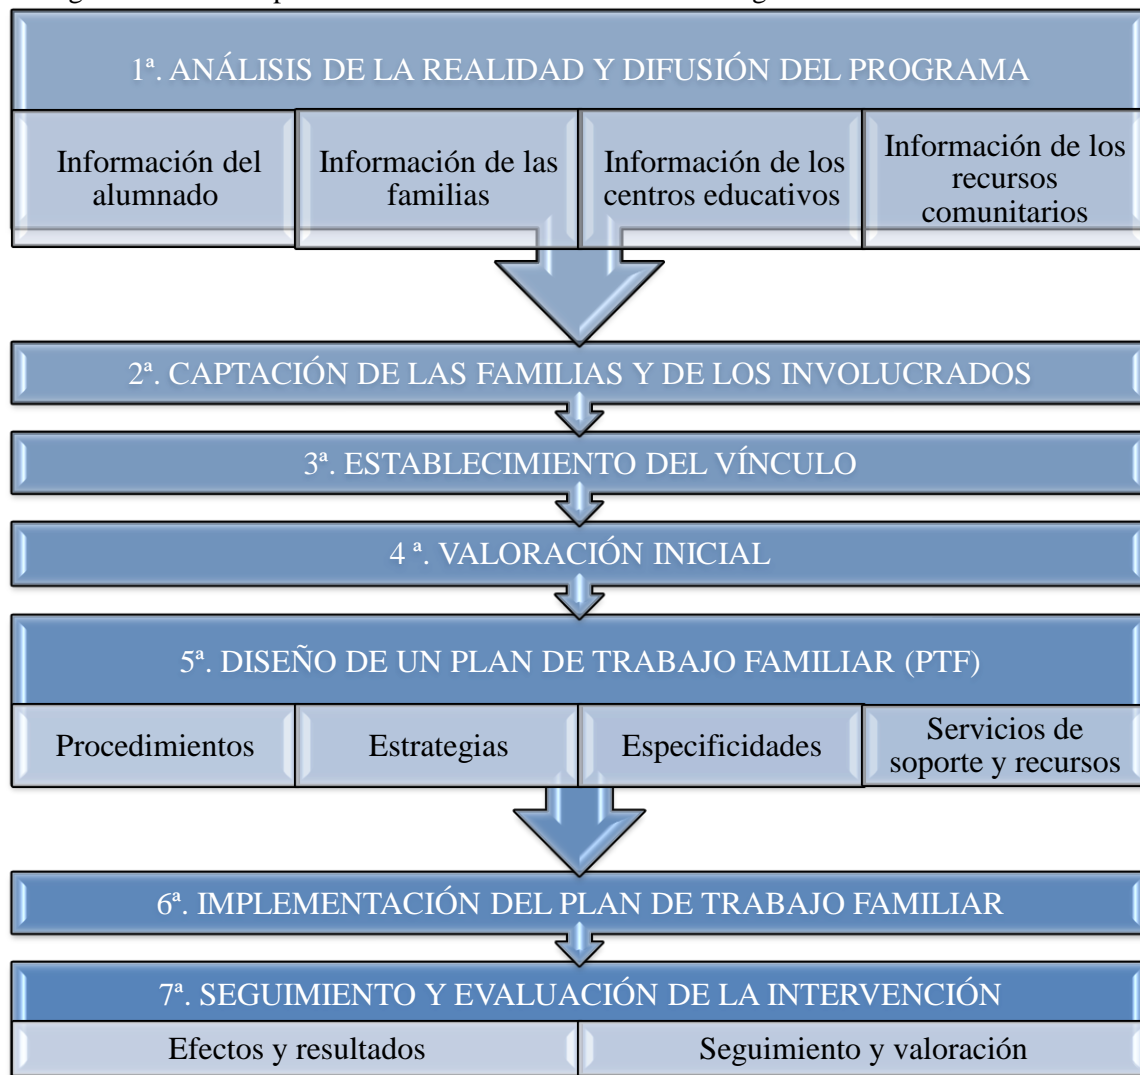 1ª. ANÁLISIS DE LA REALIDAD Y DIFUSIÓN DEL PROGRAMA
Información del
alumnado
Información de las
familias
Información de los
centros educativos
Información de los
recursos
comunitarios
2ª. CAPTACIÓN DE LAS FAMILIAS Y DE LOS INVOLUCRADOS
3ª. ESTABLECIMIENTO DEL VÍNCULO
4 ª. VALORACIÓN INICIAL
5ª. DISEÑO DE UN PLAN DE TRABAJO FAMILIAR (PTF)
Procedimientos
Estrategias
Especificidades
Servicios de
soporte y recursos
6ª. IMPLEMENTACIÓN DEL PLAN DE TRABAJO FAMILIAR
7ª. SEGUIMIENTO Y EVALUACIÓN DE LA INTERVENCIÓN
Efectos y resultados
Seguimiento y valoración